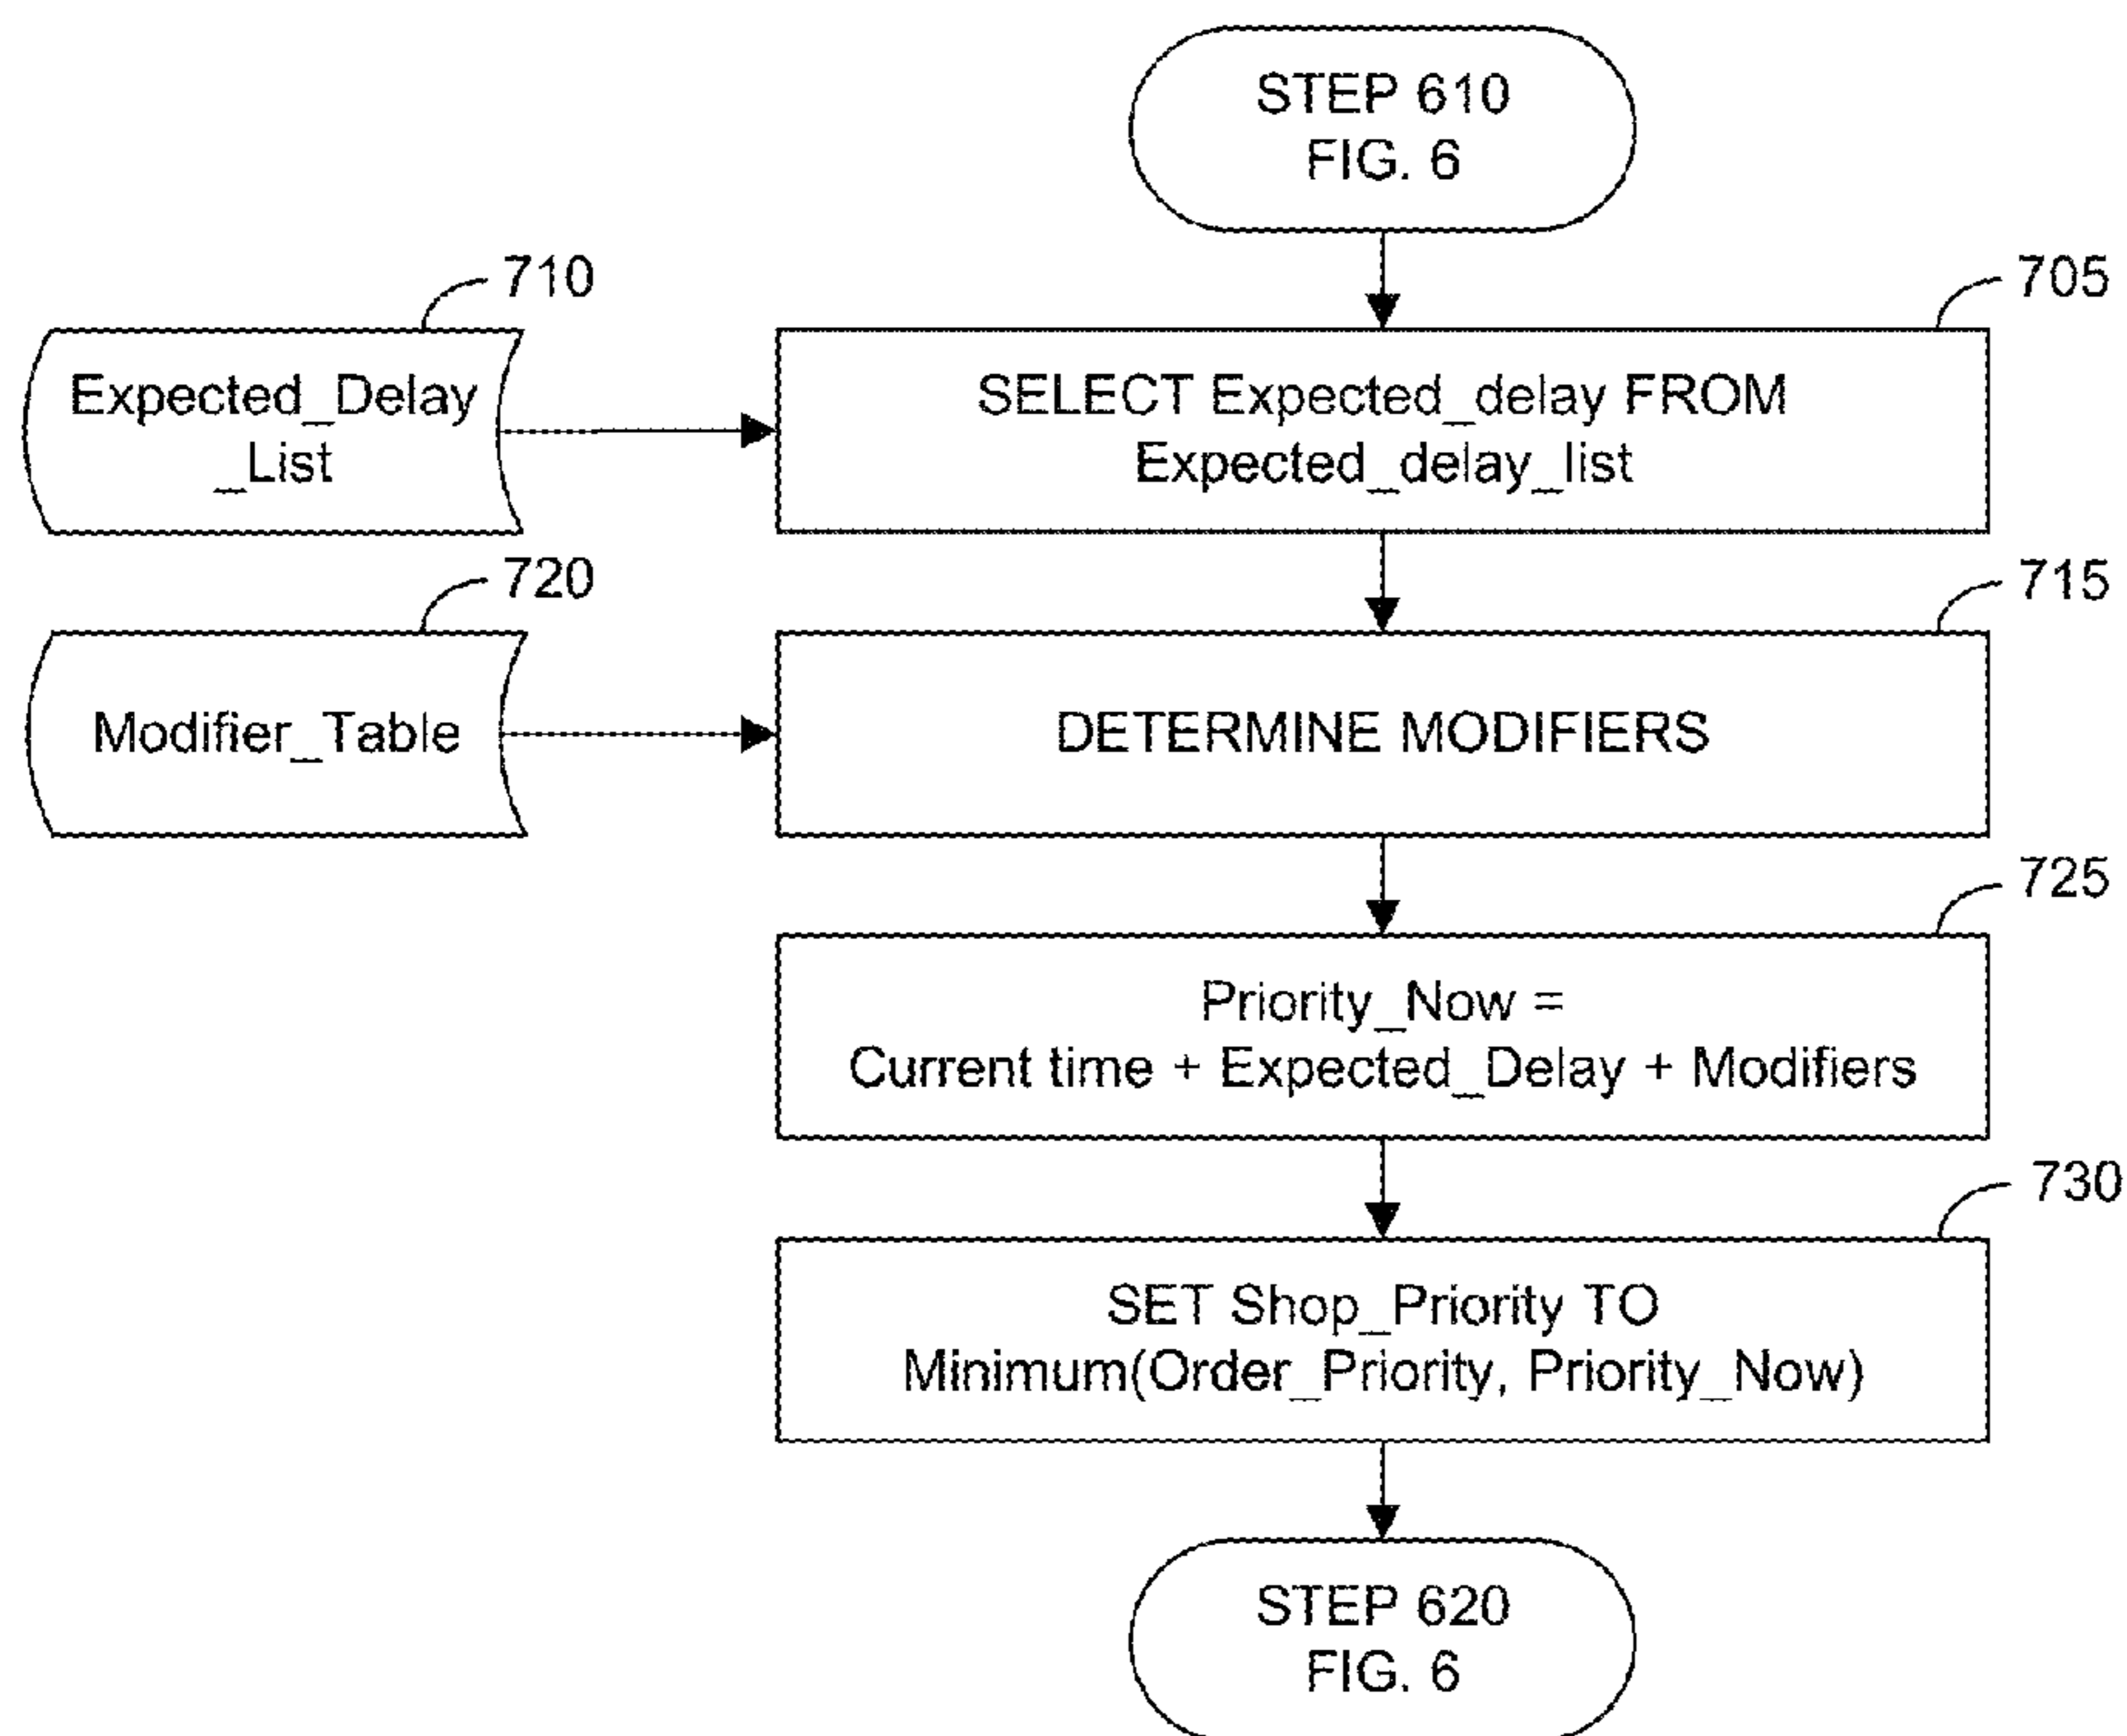 STEP 610
FIG. 6
710
705
Expected_Delay
_List
SELECT Expected_delay FROM
Expected_delay_list
720
715
Modifier_Table
DETERMINE MODIFIERS
725
Priority_Now =
Current time + Expected_Delay + Modifiers
730
SET Shop_Priority TO
Minimum(Order_Priority, Priority_Now)
STEP 620
FIG. 6